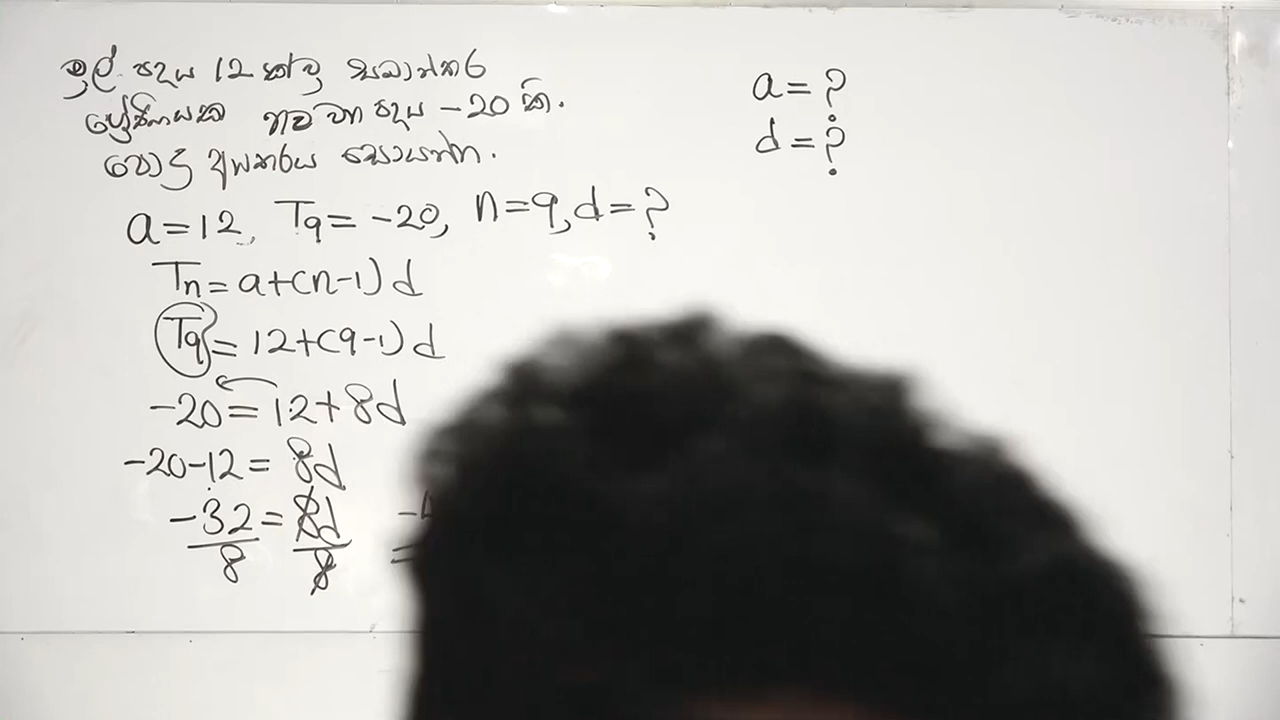 මුල් පදය 12 ක් වූ සමාන්තර
ශ්‍රේඪියක නව වන පදය -20 කි.
පොදු අන්තරය සොයන්න.
a = 12, T9 = -20, n = 9, d = ?
Tn = a+(n-1) d
T9 = 12+(9-1) d
-20 = 12+8d
-20-12 = 8d
-32/8 = 8d/8
a = ?
d = ?